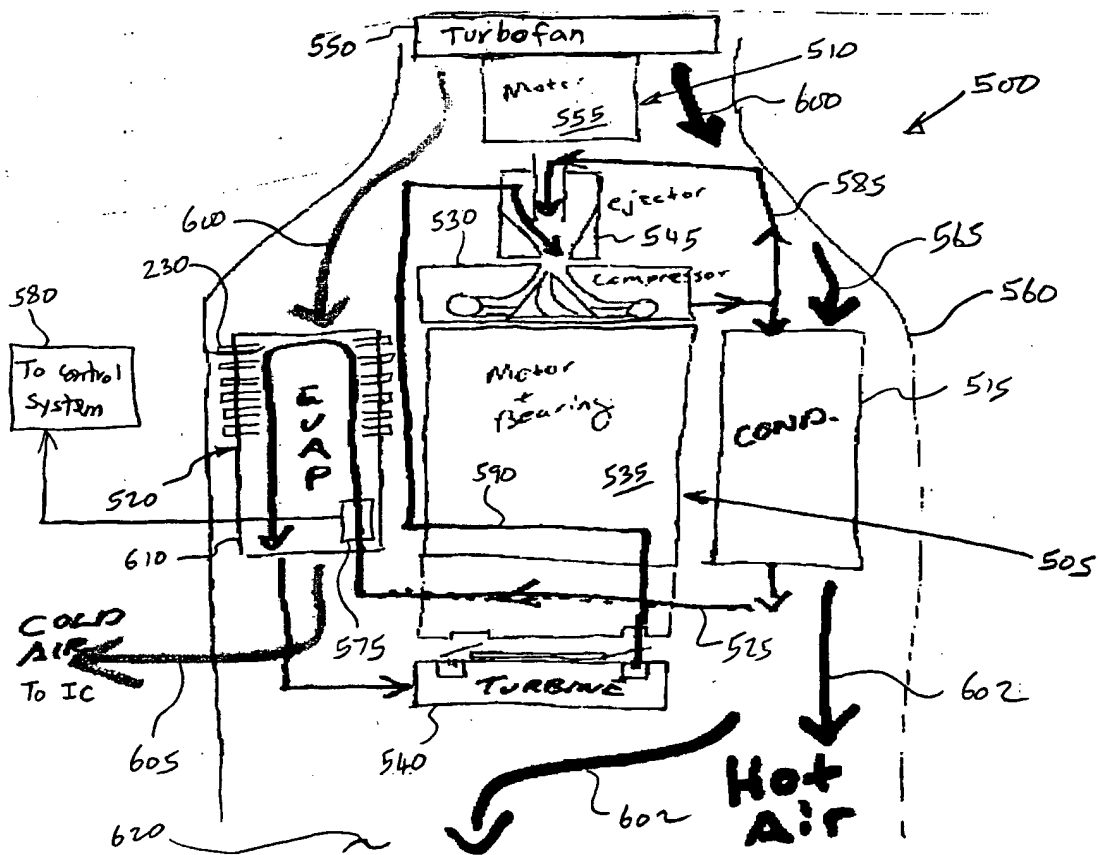 550
Turbofan
510
500
Motor
555
600
585
ejector
545
530
565
600
230
compressor
560
580
To control
system
EVAP
Motor
+
Bearing
COND.
515
520
590
535
610
505
COLD
AIR
To IC
575
525
TURBINE
602
605
540
Hot
Air
602
620